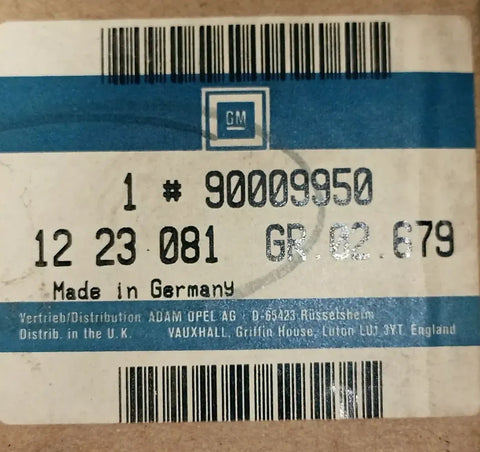 GM
1 # 90009950
12 23 081 GR.02.679
Made in Germany
Vertrieb/Distribution ADAM OPEL AG · D-65423 Rüsselsheim
Distrib. in the U.K. VAUXHALL, Griffin House, Luton LU1 3YT England